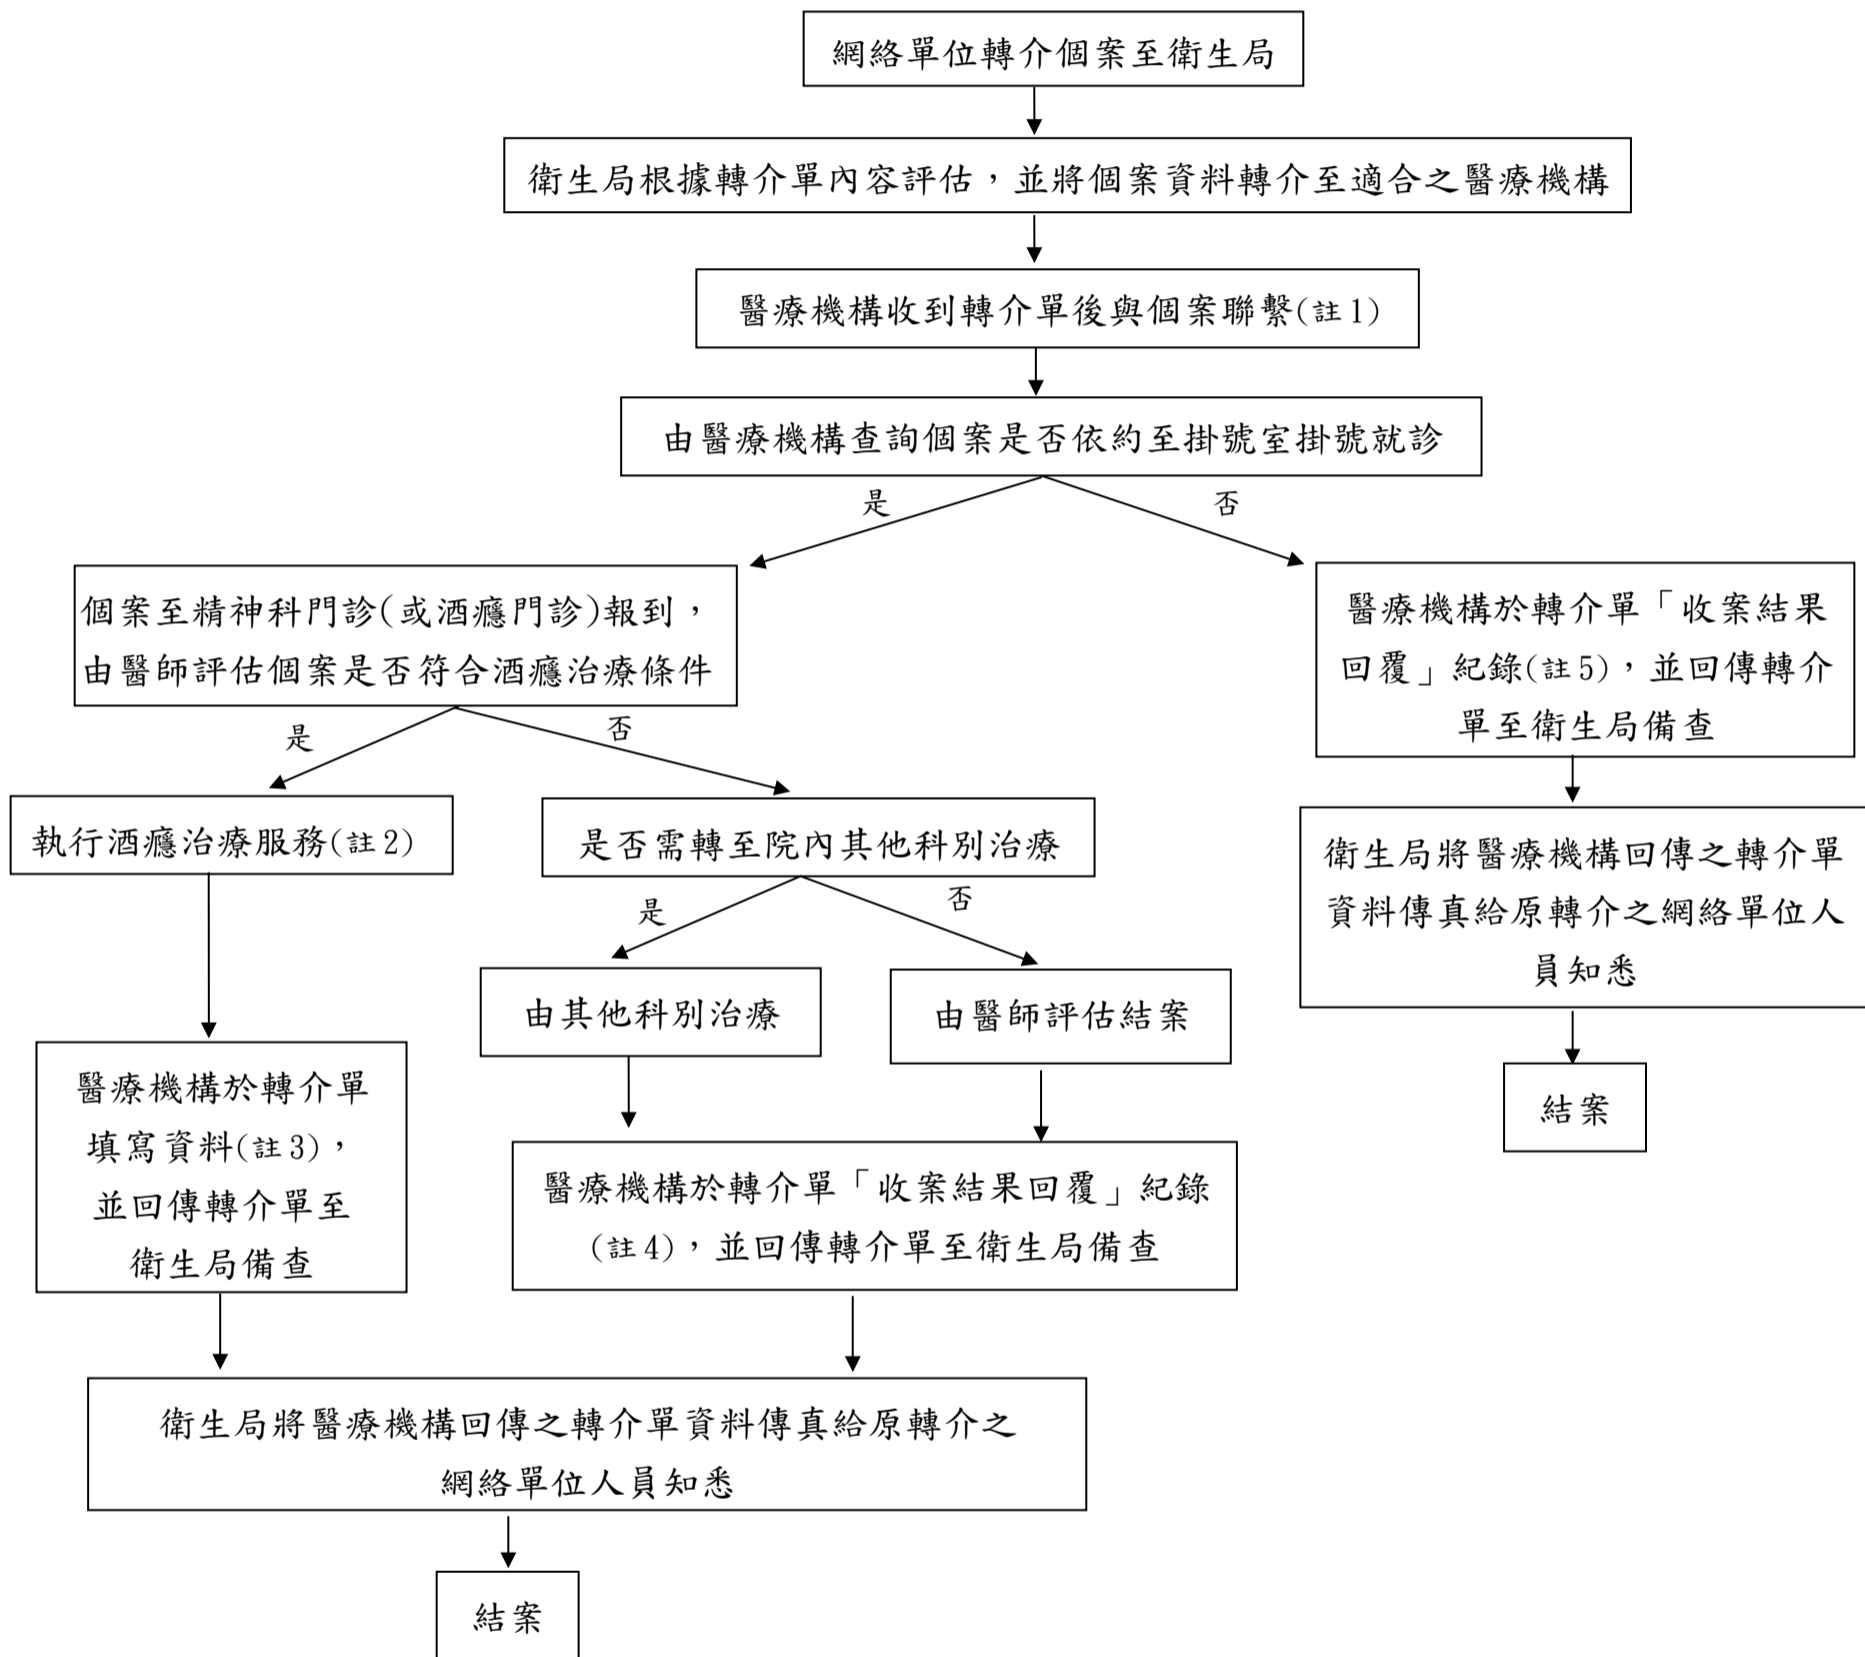 網絡單位轉介個案至衛生局
衛生局根據轉介單內容評估，並將個案資料轉介至適合之醫療機構
醫療機構收到轉介單後與個案聯繫(註1)
由醫療機構查詢個案是否依約至掛號室掛號就診
是
否
個案至精神科門診(或酒癮門診)報到，
由醫師評估個案是否符合酒癮治療條件
醫療機構於轉介單「收案結果
回覆」紀錄(註5)，並回傳轉介
單至衛生局備查
是
否
執行酒癮治療服務(註2)
是否需轉至院內其他科別治療
衛生局將醫療機構回傳之轉介單
資料傳真給原轉介之網絡單位人
員知悉
是
否
由其他科別治療
由醫師評估結案
結案
醫療機構於轉介單
填寫資料(註3)，
並回傳轉介單至
衛生局備查
醫療機構於轉介單「收案結果回覆」紀錄
(註4)，並回傳轉介單至衛生局備查
衛生局將醫療機構回傳之轉介單資料傳真給原轉介之
網絡單位人員知悉
結案